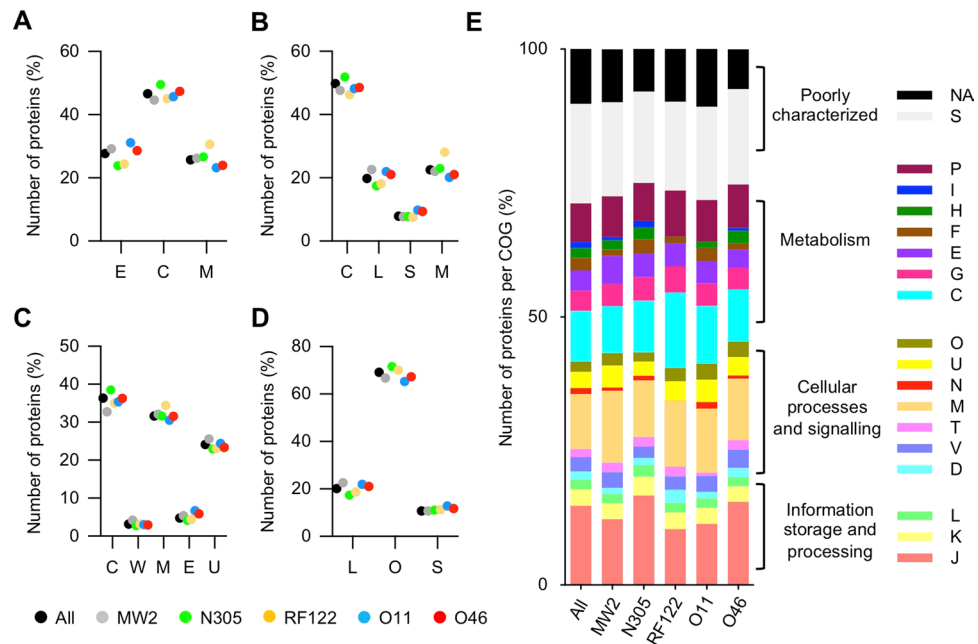 A
Number of proteins (%)
60
40
20
0
E C M
B
Number of proteins (%)
60
40
20
0
C L S M
C
Number of proteins (%)
50
40
30
20
10
0
C W M E U
D
Number of proteins (%)
80
60
40
20
0
L O S
All MW2 N305 RF122 O11 O46
E
Number of proteins per COG (%)
100
50
0
All MW2 N305 RF122 O11 O46
Poorly
characterized
Metabolism
Cellular
processes
and signalling
Information
storage and
processing
NA
S
P
I
H
F
E
G
C
O
U
N
M
T
V
D
L
K
J